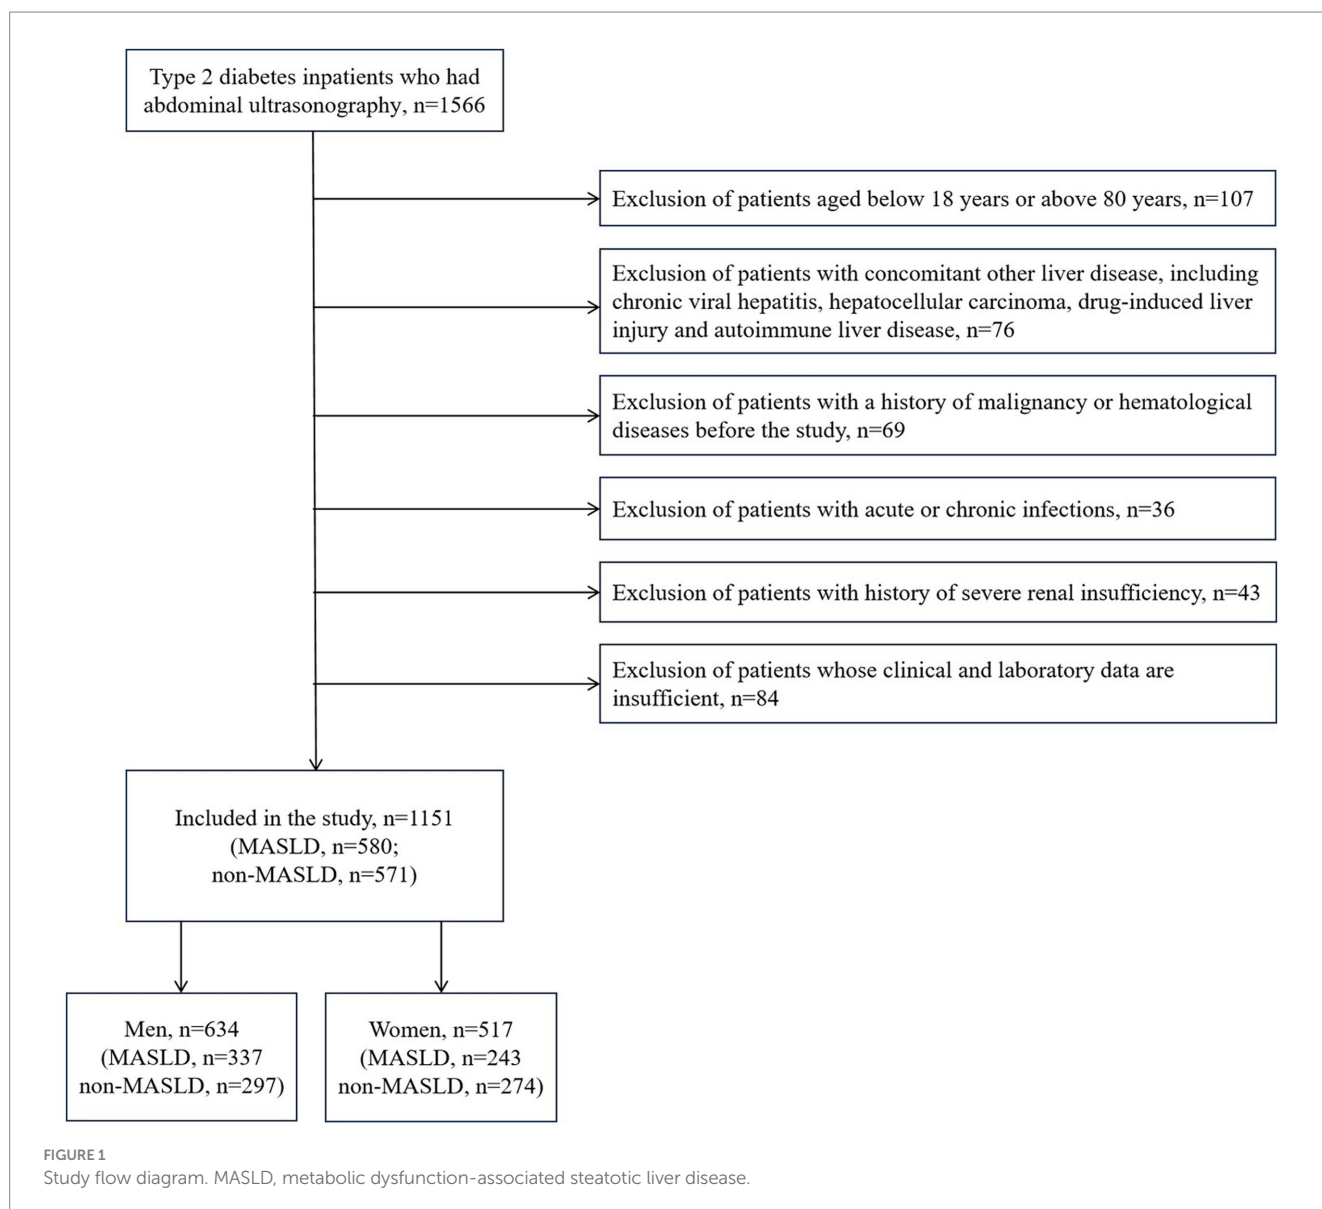 Type 2 diabetes inpatients who had
abdominal ultrasonography, n=1566
Exclusion of patients aged below 18 years or above 80 years, n=107
Exclusion of patients with concomitant other liver disease, including
chronic viral hepatitis, hepatocellular carcinoma, drug-induced liver
injury and autoimmune liver disease, n=76
Exclusion of patients with a history of malignancy or hematological
diseases before the study, n=69
Exclusion of patients with acute or chronic infections, n=36
Exclusion of patients with history of severe renal insufficiency, n=43
Exclusion of patients whose clinical and laboratory data are
insufficient, n=84
Included in the study, n=1151
(MASLD, n=580;
non-MASLD, n=571)
Men, n=634
(MASLD, n=337
non-MASLD, n=297)
Women, n=517
(MASLD, n=243
non-MASLD, n=274)
FIGURE 1
Study flow diagram. MASLD, metabolic dysfunction-associated steatotic liver disease.